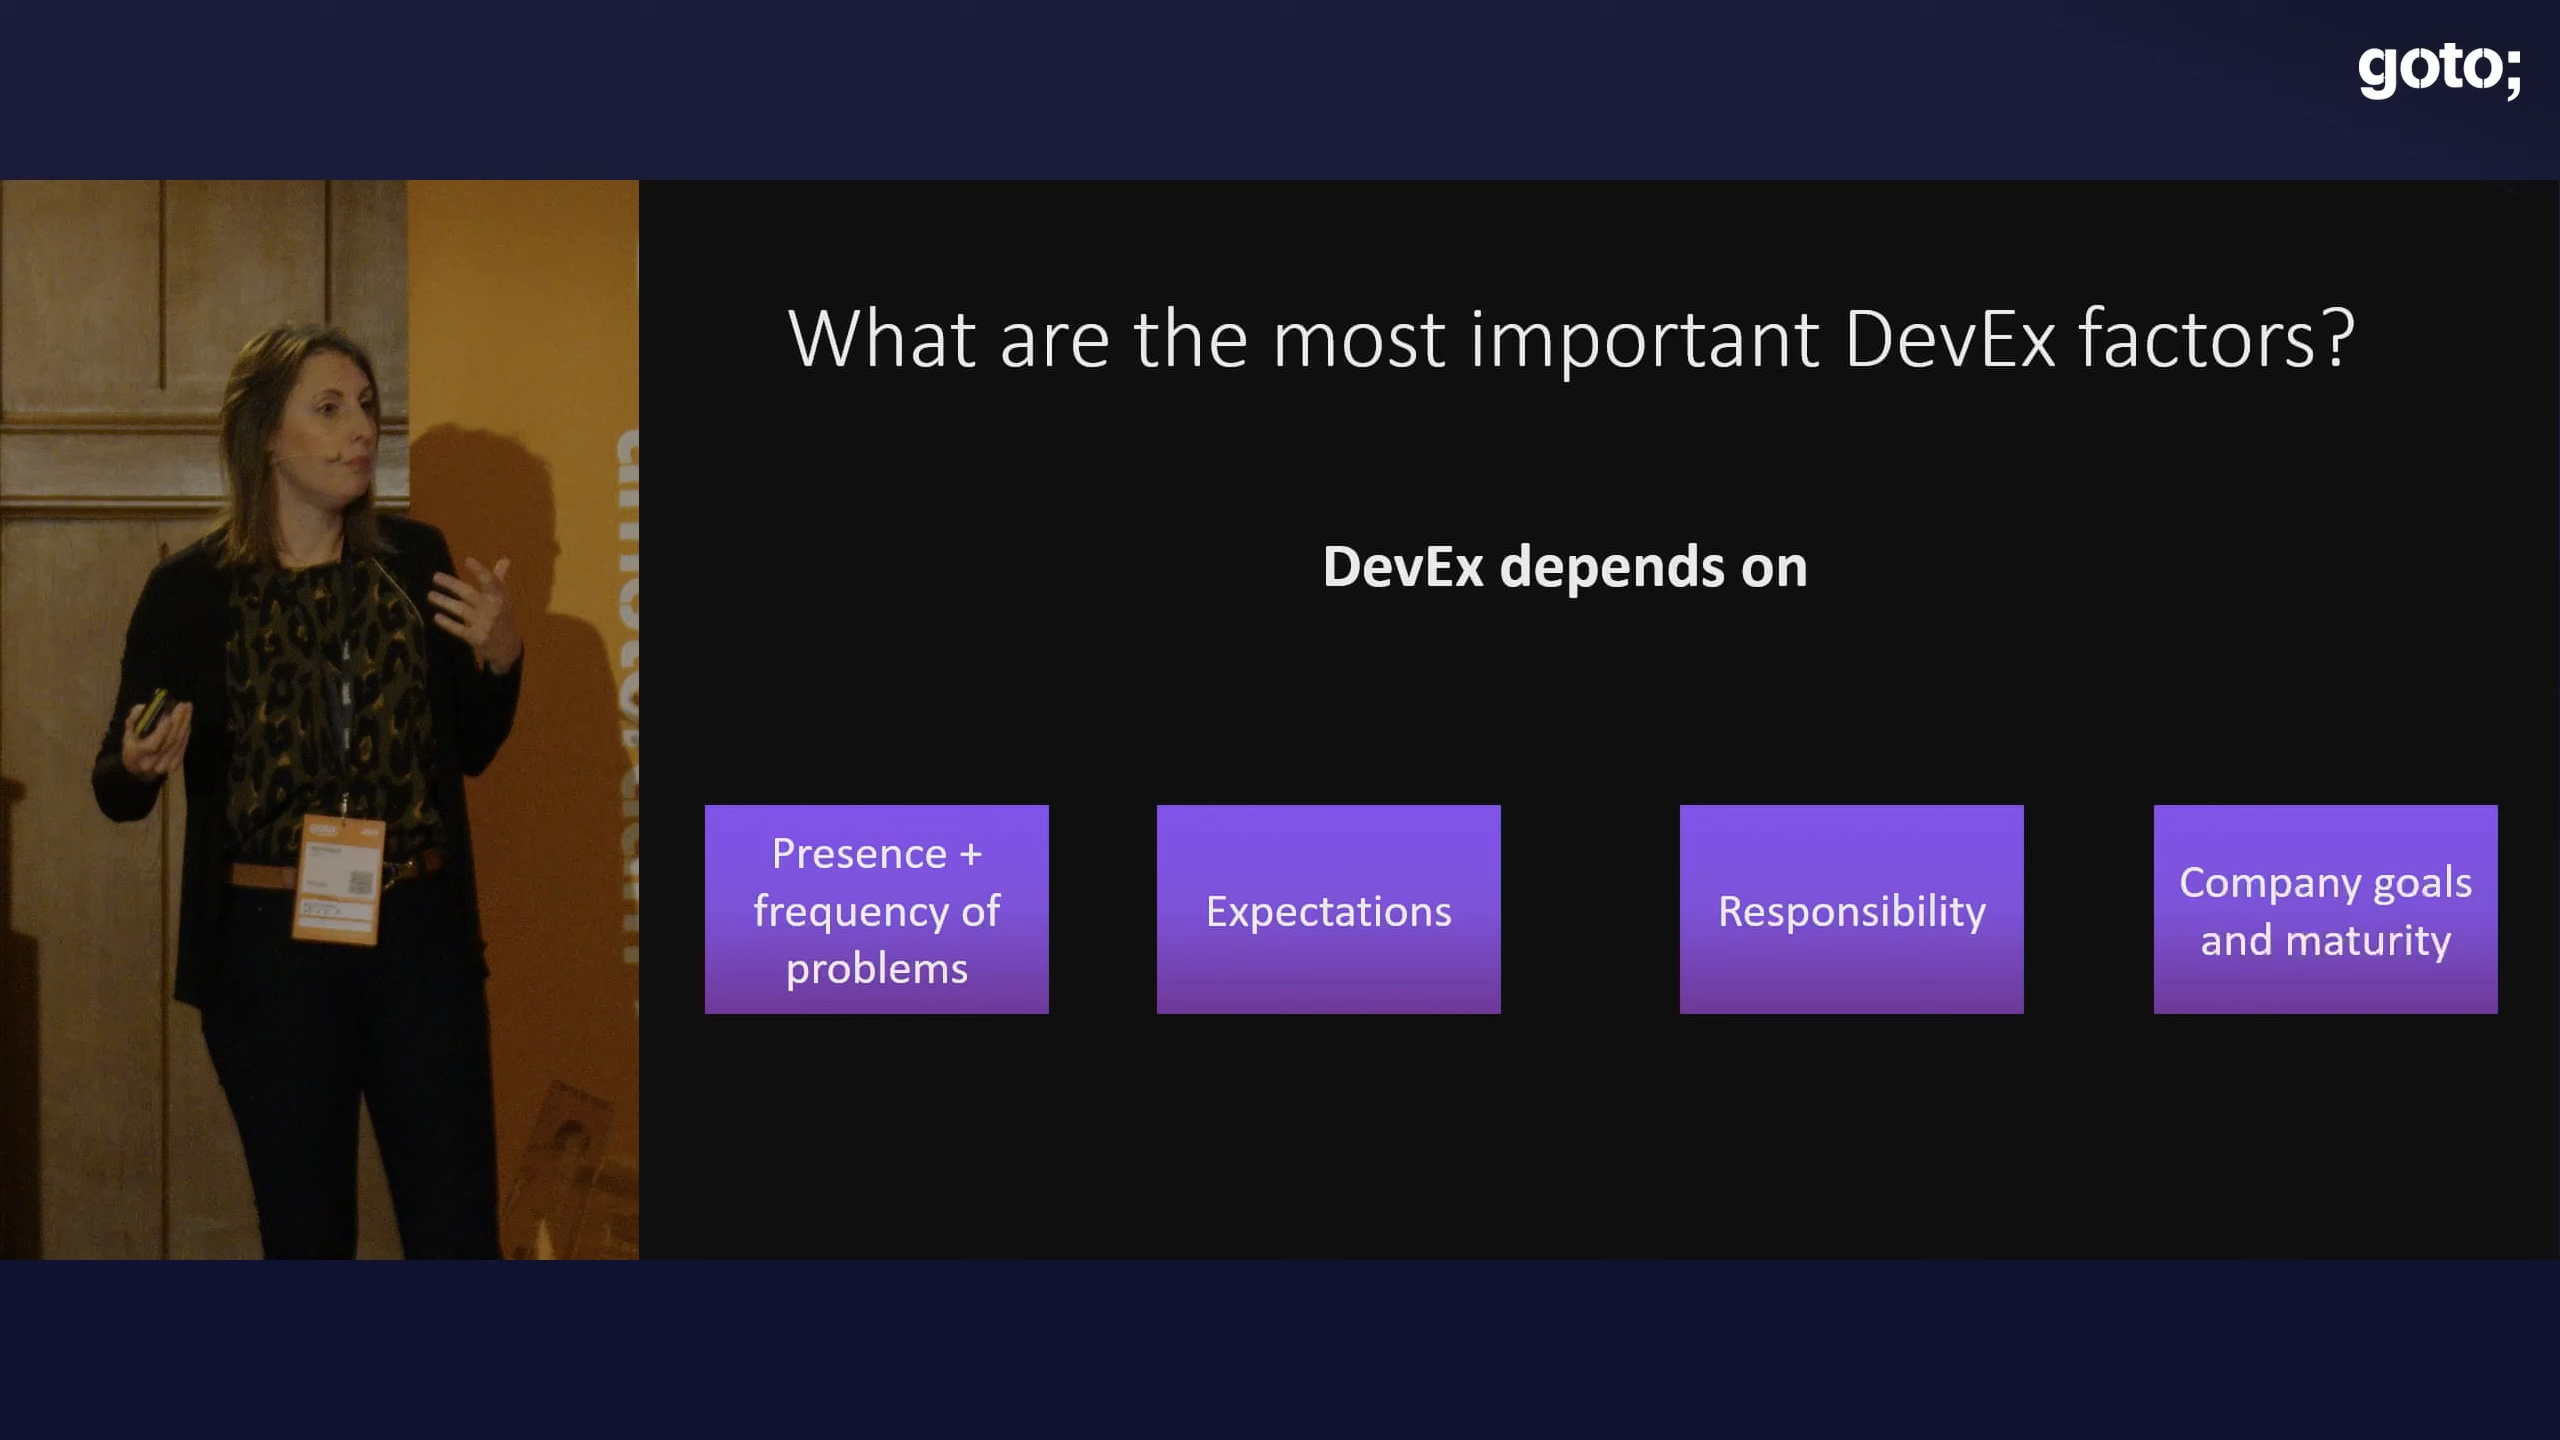 goto;
What are the most important DevEx factors?
DevEx depends on
Presence +
frequency of
problems
Expectations
Responsibility
Company goals
and maturity